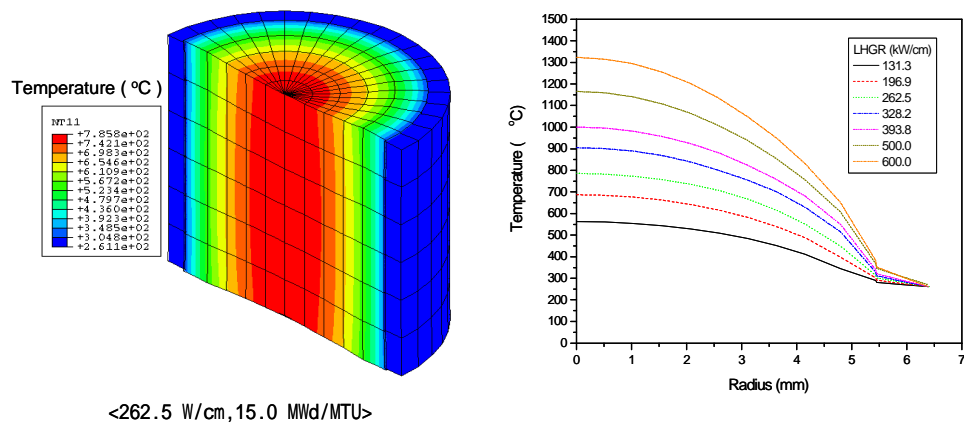 Temperature ( ºC )
NT11
+7.858e+02
+7.421e+02
+6.983e+02
+6.546e+02
+6.109e+02
+5.672e+02
+5.234e+02
+4.797e+02
+4.360e+02
+3.923e+02
+3.485e+02
+3.048e+02
+2.611e+02
<262.5 W/cm,15.0 MWd/MTU>
1500
1400
1300
1200
1100
1000
900
800
700
600
500
400
300
200
100
0
Temperature ( °C)
LHGR (kW/cm)
131.3
196.9
262.5
328.2
393.8
500.0
600.0
0 1 2 3 4 5 6 7
Radius (mm)